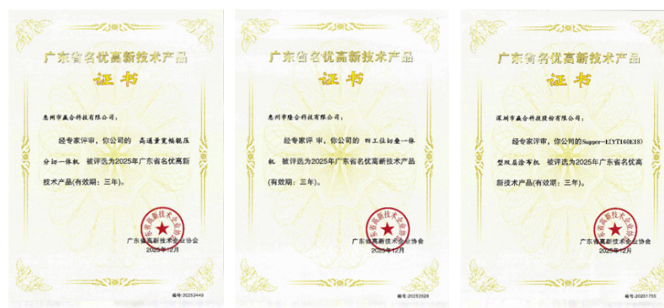 广东省名优高新技术产品
证书
惠州市赢合科技有限公司:
经专家评审,你公司的 高速重宽幅辊压
分切一体机 被评选为2025年广东省名优高新
技术产品(有效期:三年)。
广东省高新技术企业协会
2025年12月
广东省名优高新技术产品
证书
惠州市隆合科技有限公司:
经专家评审,你公司的 四工位切叠一体
机 被评选为2025年广东省名优高新技术产品
(有效期:三年)。
广东省高新技术企业协会
2025年12月
广东省名优高新技术产品
证书
深圳市赢合科技股份有限公司:
经专家评审,你公司的Supper-E(YT160E38)
型双层涂布机 被评选为2025年广东省名优高
新技术产品(有效期:三年)。
广东省高新技术企业协会
2025年12月